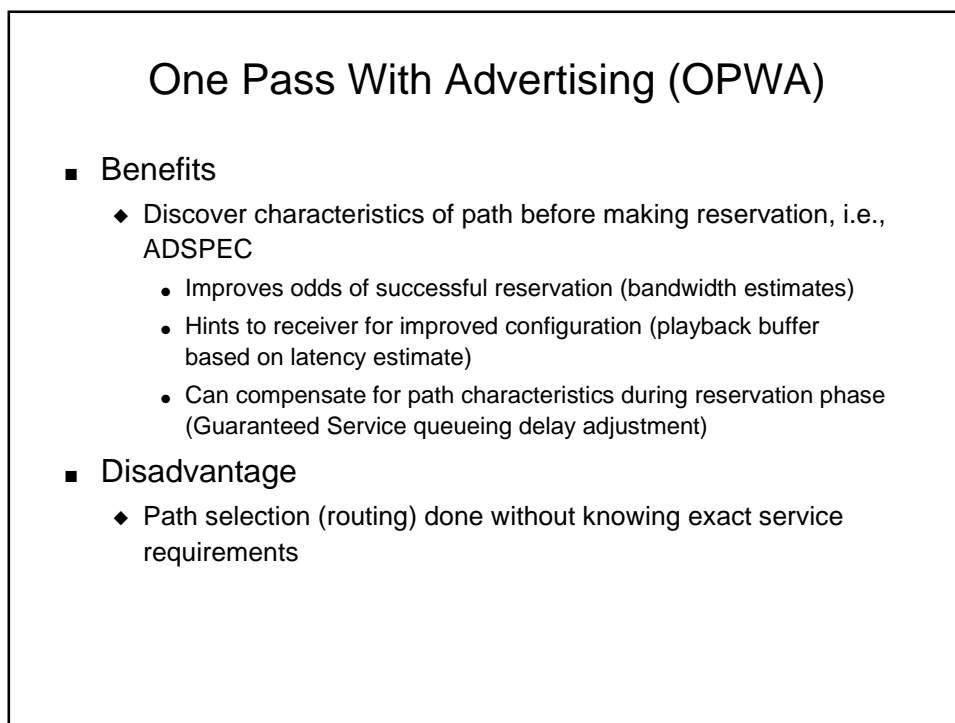 One Pass With Advertising (OPWA)
■ Benefits
◆ Discover characteristics of path before making reservation, i.e.,
ADSPEC
● Improves odds of successful reservation (bandwidth estimates)
● Hints to receiver for improved configuration (playback buffer
based on latency estimate)
● Can compensate for path characteristics during reservation phase
(Guaranteed Service queueing delay adjustment)
■ Disadvantage
◆ Path selection (routing) done without knowing exact service
requirements